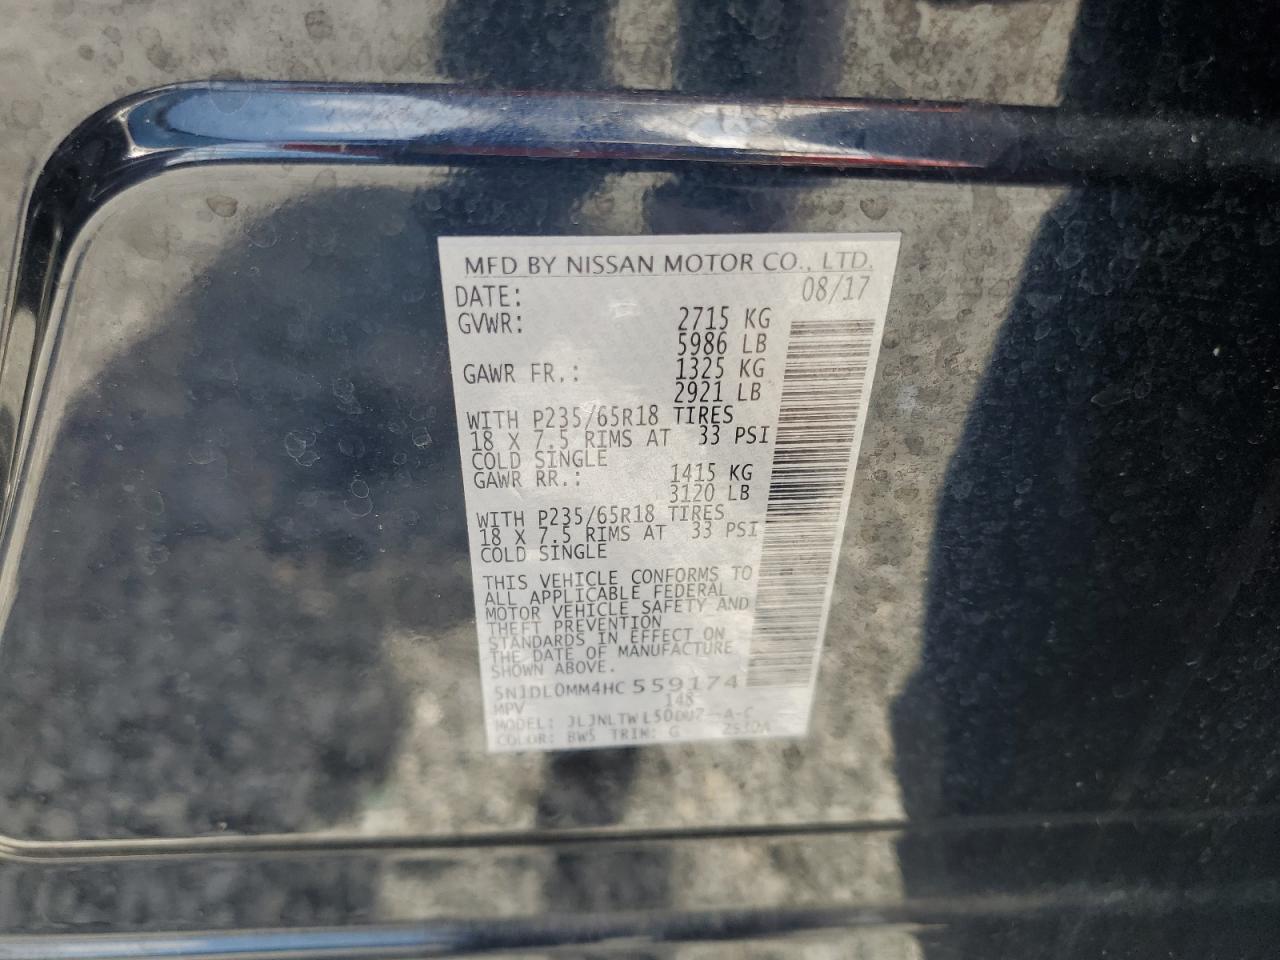 MFD BY NISSAN MOTOR CO., LTD.
DATE: 08/17
GVWR: 2715 KG
5986 LB
GAWR FR.: 1325 KG
2921 LB
WITH P235/65R18 TIRES
18 X 7.5 RIMS AT 33 PSI
COLD SINGLE
GAWR RR.: 1415 KG
3120 LB
WITH P235/65R18 TIRES
18 X 7.5 RIMS AT 33 PSI
COLD SINGLE
THIS VEHICLE CONFORMS TO
ALL APPLICABLE FEDERAL
MOTOR VEHICLE SAFETY AND
THEFT PREVENTION
STANDARDS IN EFFECT ON
THE DATE OF MANUFACTURE
SHOWN ABOVE.
5N1DL0MM4HC559174
MPV 148
MODEL:
COLOR: BW5 TRIM: G